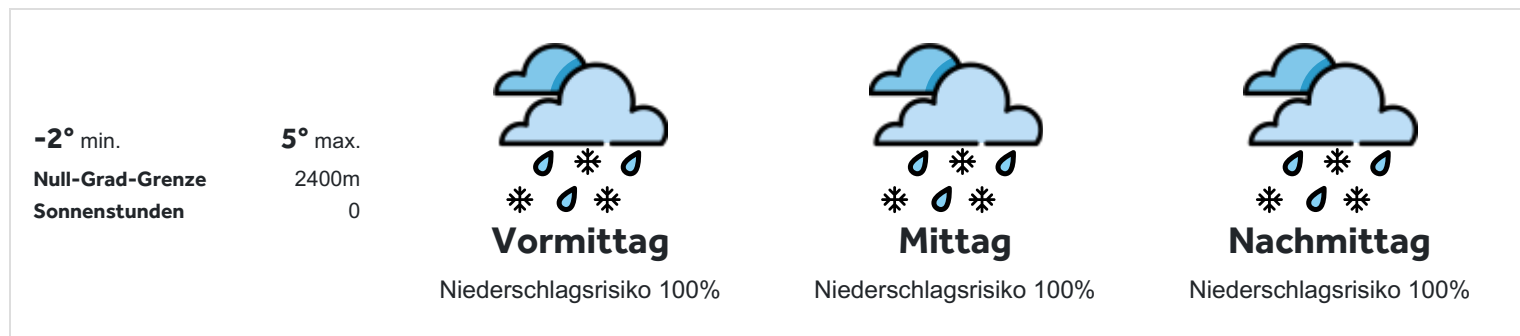 -2° min. 5° max.
Null-Grad-Grenze 2400m
Sonnenstunden 0
Vormittag
Niederschlagsrisiko 100%
Mittag
Niederschlagsrisiko 100%
Nachmittag
Niederschlagsrisiko 100%